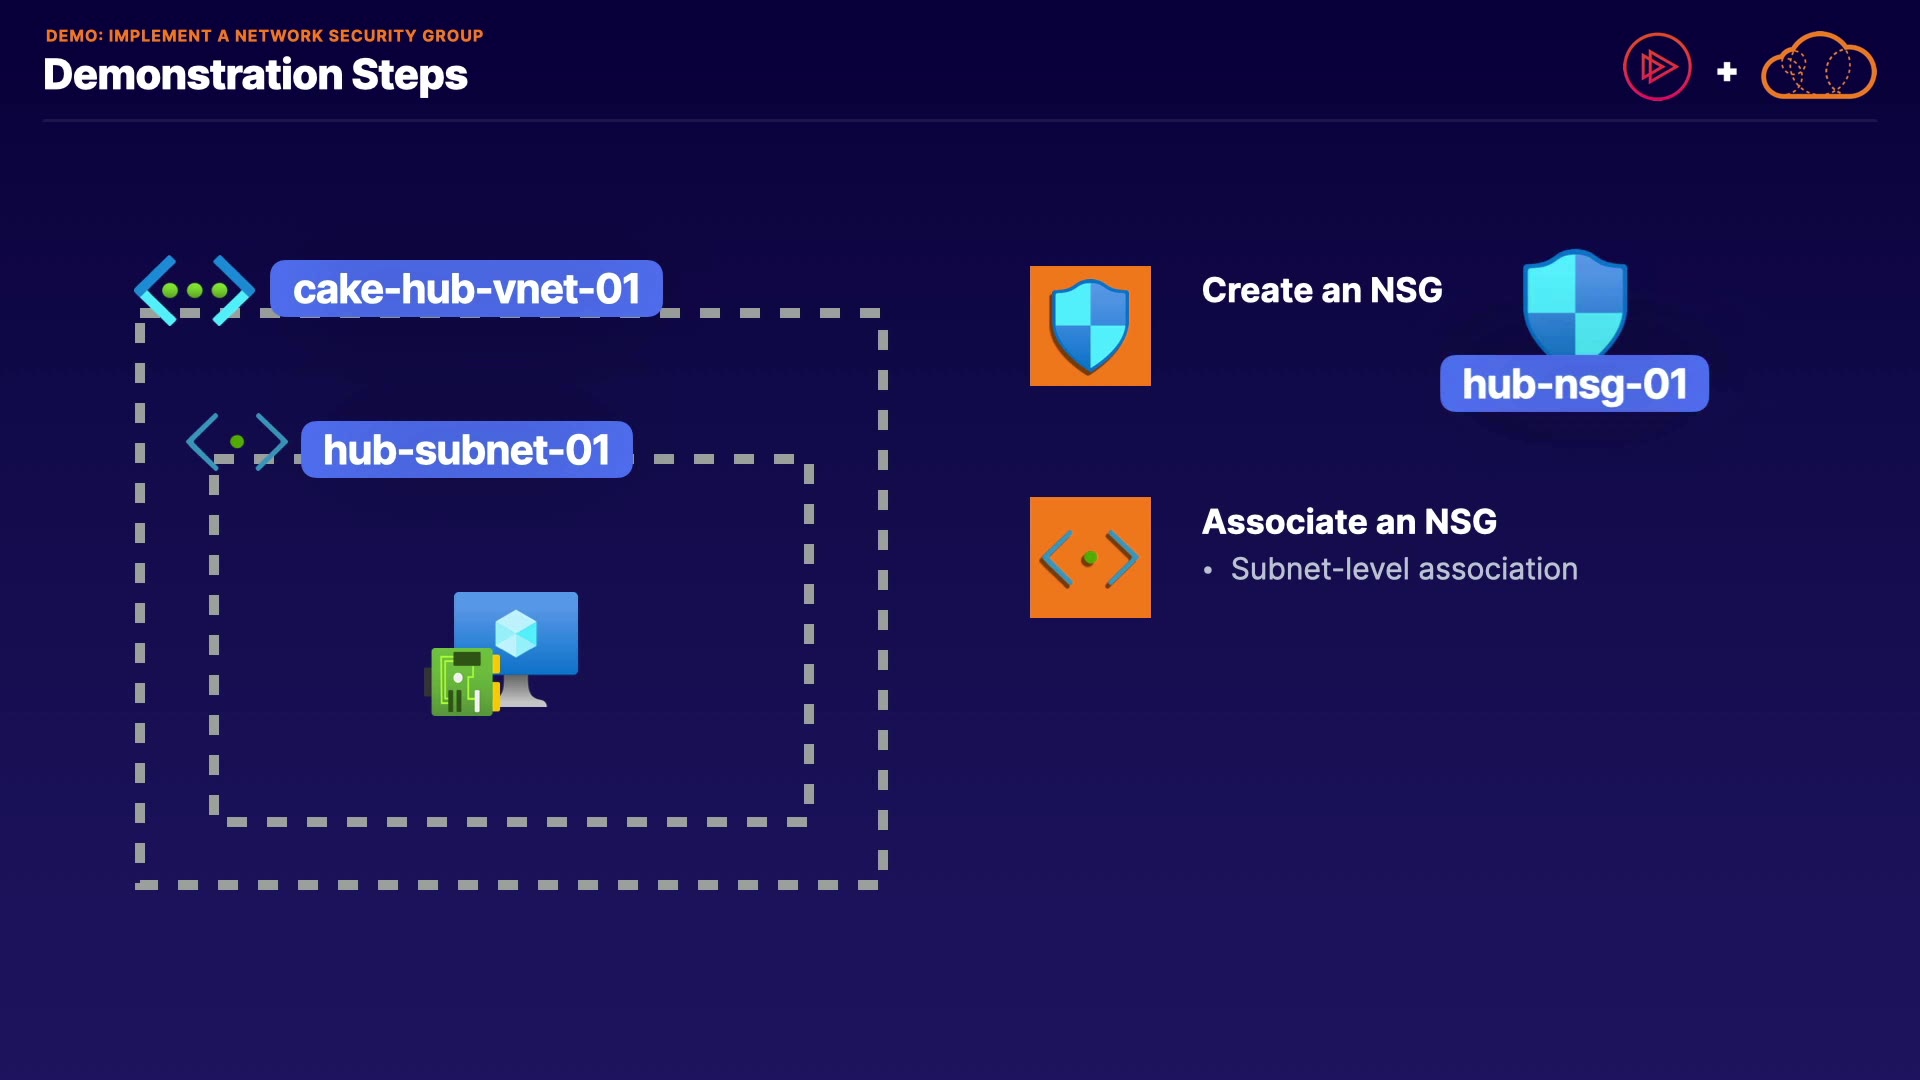 DEMO: IMPLEMENT A NETWORK SECURITY GROUP
Demonstration Steps
cake-hub-vnet-01
hub-subnet-01
Create an NSG
hub-nsg-01
Associate an NSG
• Subnet-level association